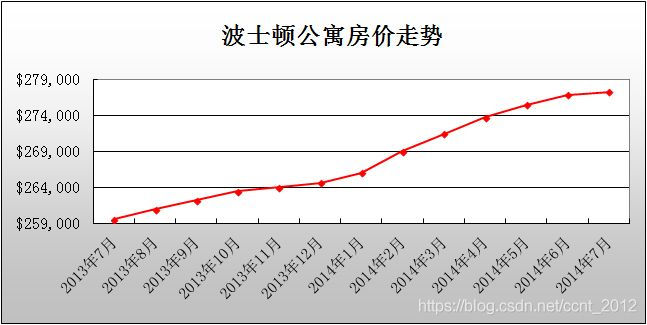 波士顿公寓房价走势
$279,000
$274,000
$269,000
$264,000
$259,000
2013年7月
2013年8月
2013年9月
2013年10月
2013年11月
2013年12月
2014年1月
2014年2月
2014年3月
2014年4月
2014年5月
2014年6月
2014年7月
https://blog.csdn.net/ccnt_2012